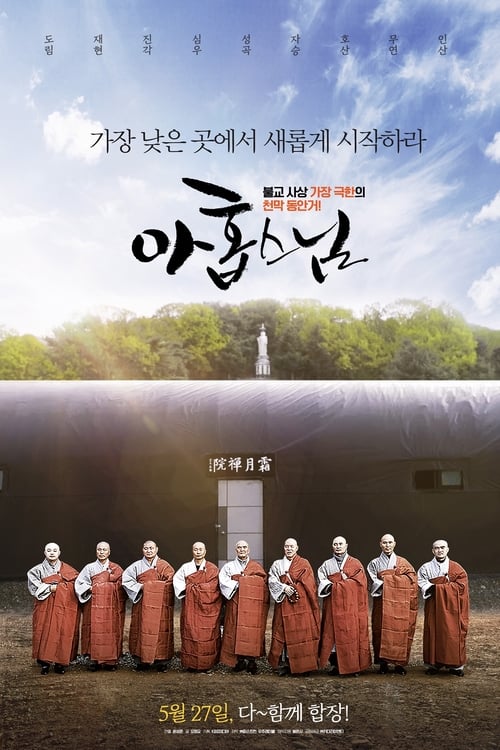 도림 재현 진각 심우 성곡 자승 호산 무연 인산
가장 낮은 곳에서 새롭게 시작하라
불교 사상 가장 극한의
천막 동안거!
아홉스님
院禪月霜
5월 27일, 다~함께 합장!